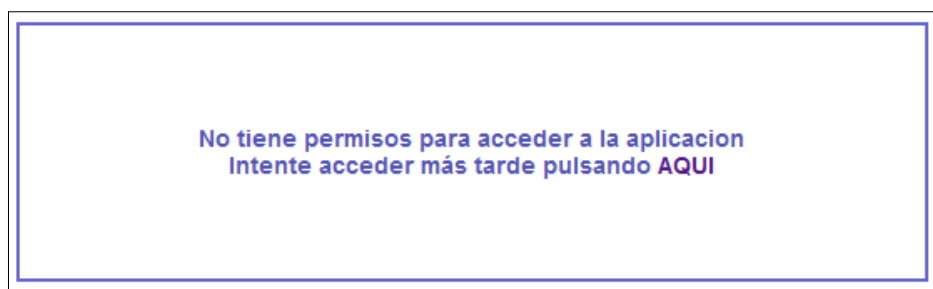 No tiene permisos para acceder a la aplicacion
Intente acceder más tarde pulsando AQUI